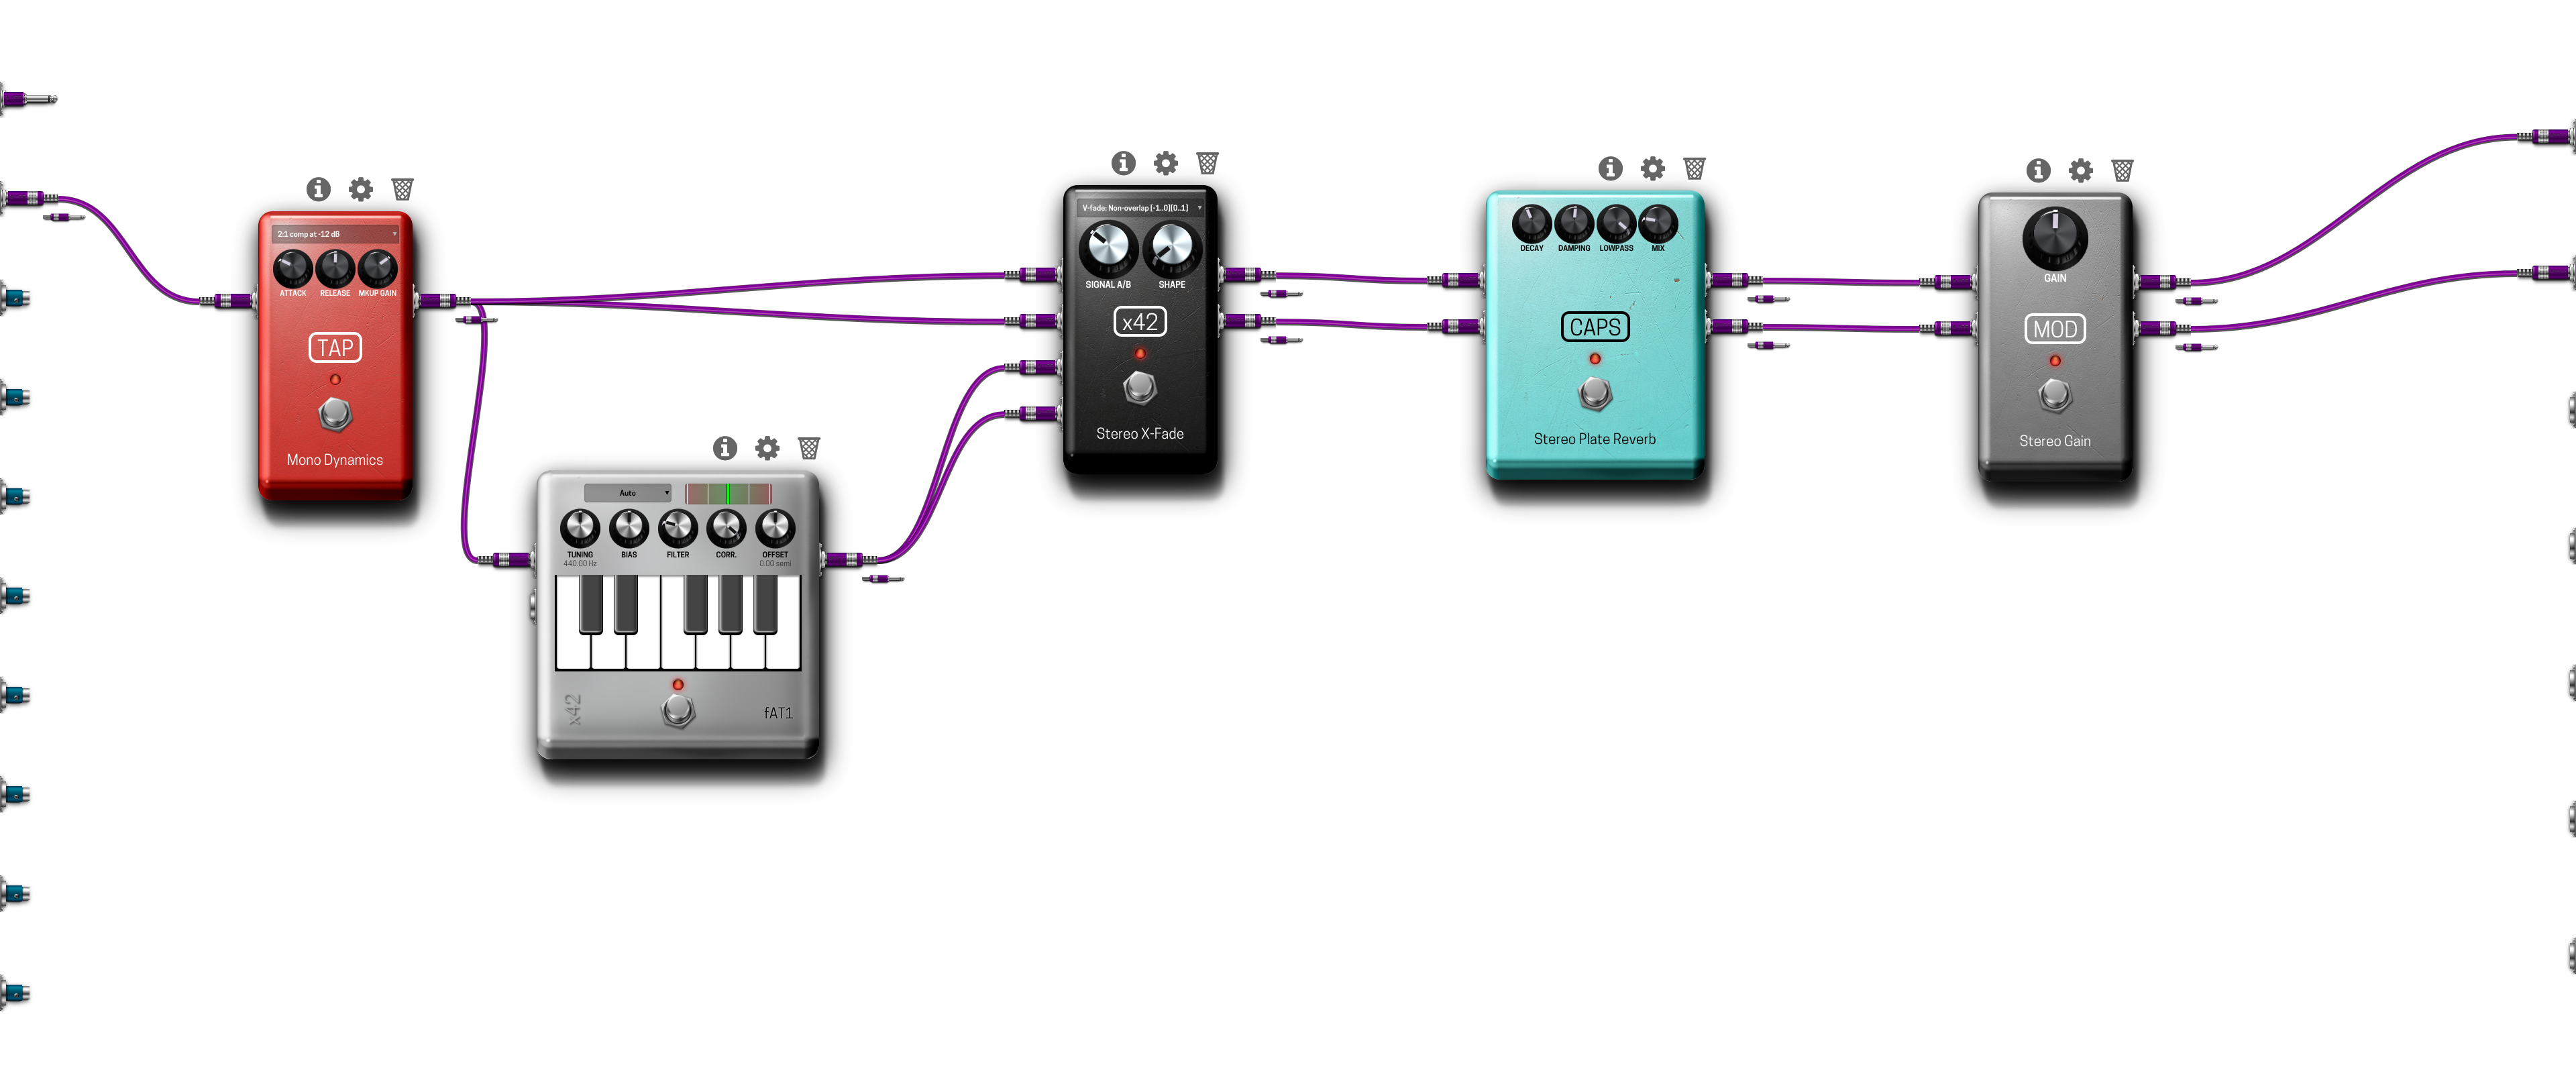 2:1 comp at -12 dB
ATTACK RELEASE MKUP GAIN
TAP
Mono Dynamics
Auto
TUNING BIAS FILTER CORR. OFFSET
440.00 Hz 0.00 semi
x42
fAT1
V-fade: Non-overlap [-1..0][0..1]
SIGNAL A/B SHAPE
x42
Stereo X-Fade
DECAY DAMPING LOWPASS MIX
CAPS
Stereo Plate Reverb
GAIN
MOD
Stereo Gain